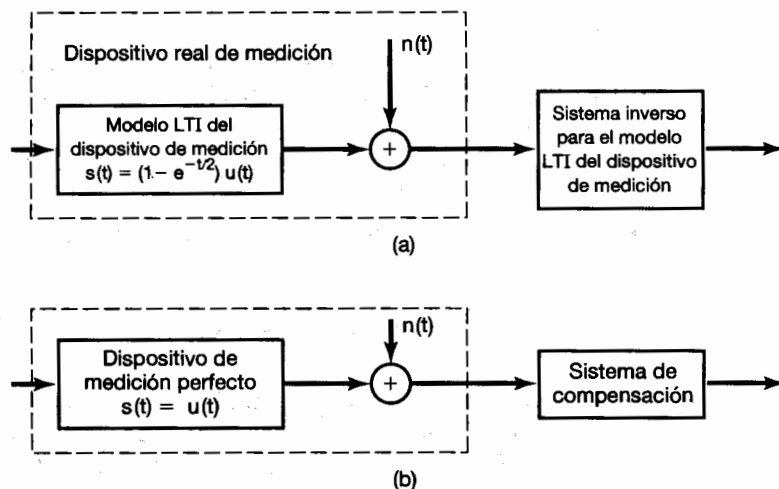 Dispositivo real de medición
n(t)
Modelo LTI del
dispositivo de medición
s(t) = (1 - e^{-t/2}) u(t)
+
Sistema inverso
para el modelo
LTI del dispositivo
de medición
(a)
n(t)
Dispositivo de
medición perfecto
s(t) = u(t)
+
Sistema de
compensación
(b)